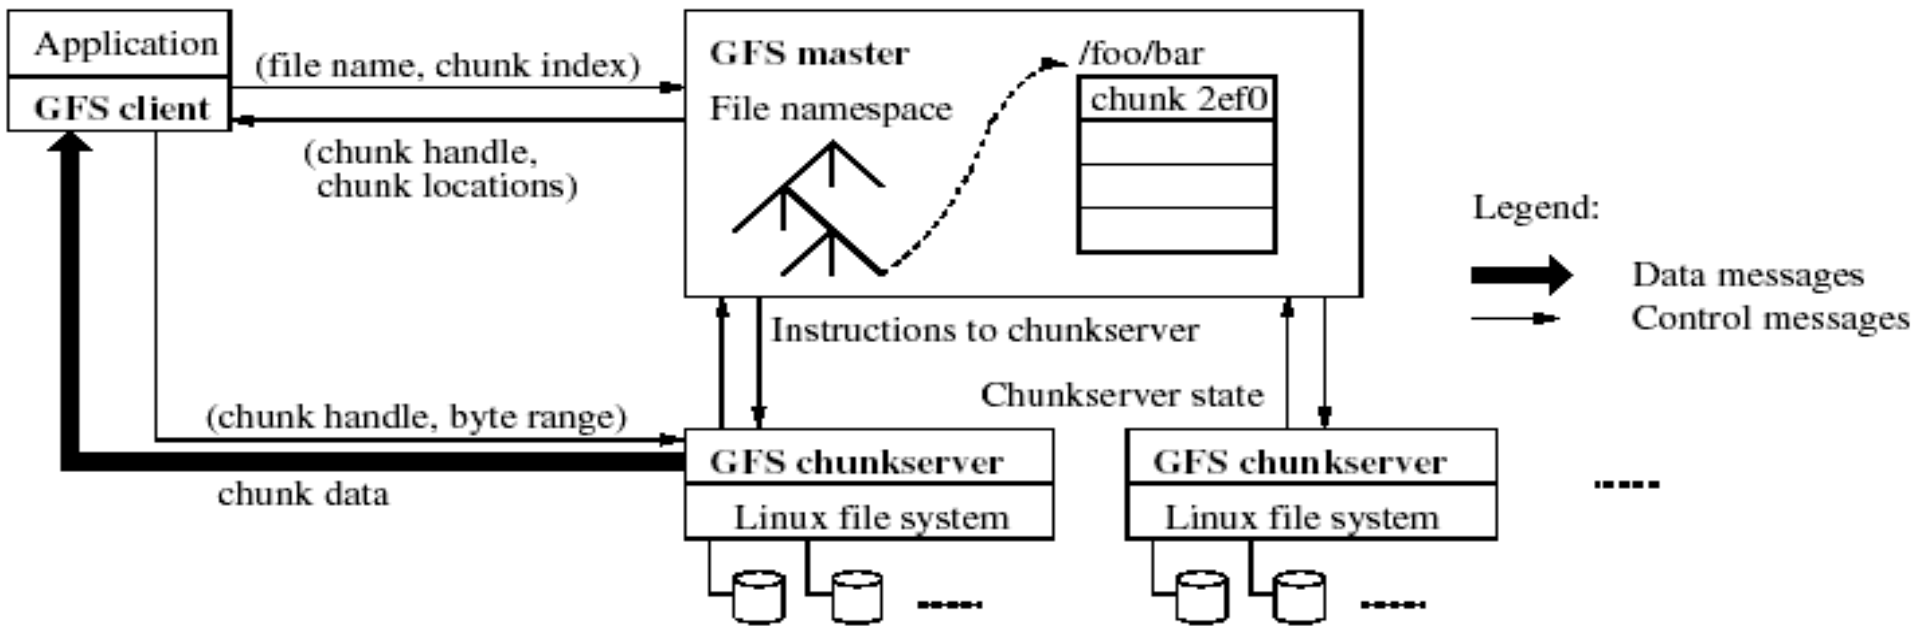 Application
GFS client
(file name, chunk index)
(chunk handle,
chunk locations)
GFS master
File namespace
/foo/bar
chunk 2ef0
Legend:
Data messages
Control messages
Instructions to chunkserver
Chunkserver state
(chunk handle, byte range)
chunk data
GFS chunkserver
Linux file system
GFS chunkserver
Linux file system